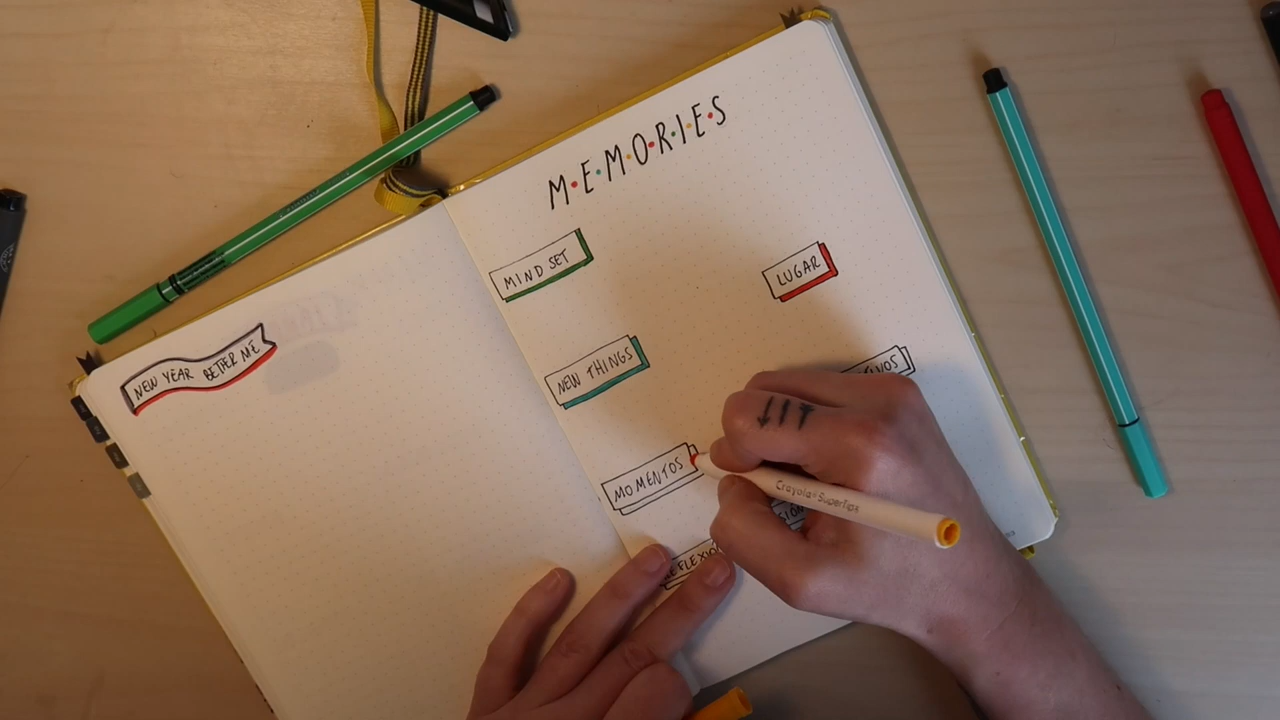 M·E·M·O·R·I·E·S
MIND SET
LUGAR
NEW YEAR BETTER ME
NEW THINGS
MOMENTOS
Crayola SuperTips